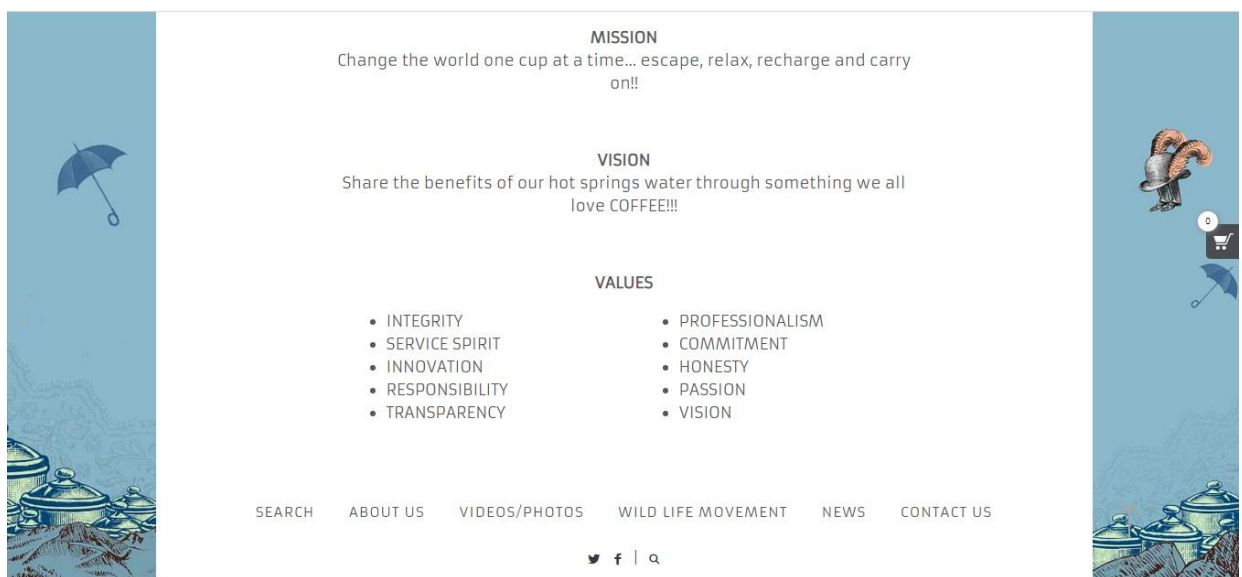 MISSION
Change the world one cup at a time... escape, relax, recharge and carry
on!!
VISION
Share the benefits of our hot springs water through something we all
love COFFEE!!!
0
VALUES
• INTEGRITY
• SERVICE SPIRIT
• INNOVATION
• RESPONSIBILITY
• TRANSPARENCY
• PROFESSIONALISM
• COMMITMENT
• HONESTY
• PASSION
• VISION
SEARCH ABOUT US VIDEOS/PHOTOS WILD LIFE MOVEMENT NEWS CONTACT US